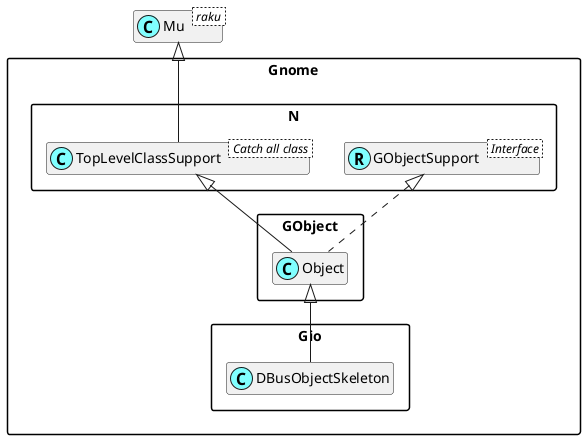 C Mu raku
Gnome
N
C TopLevelClassSupport Catch all class
R GObjectSupport Interface
GObject
C Object
Gio
C DBusObjectSkeleton